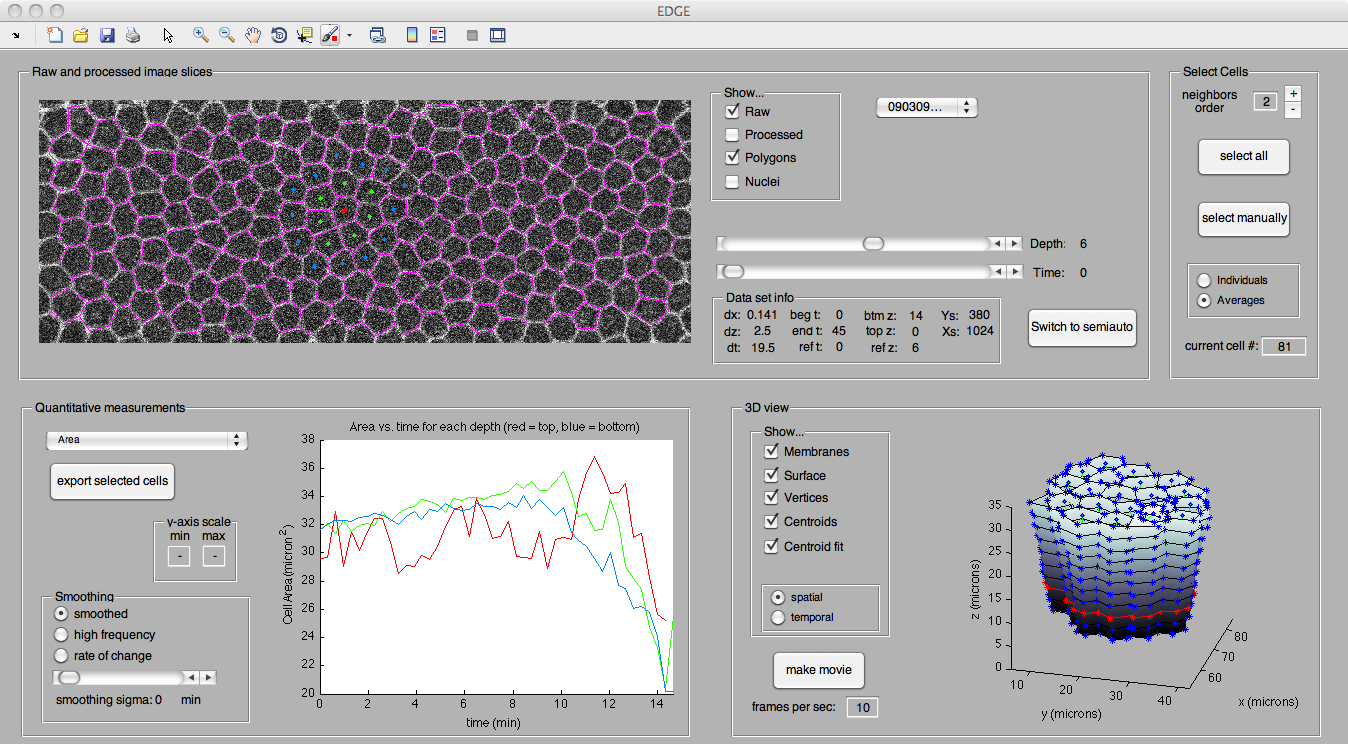 EDGE
Raw and processed image slices
Show...
Raw
Processed
Polygons
Nuclei
090309...
Depth: 6
Time: 0
Data set info
dx: 0.141 beg t: 0 btm z: 14 Ys: 380
dz: 2.5 end t: 45 top z: 0 Xs: 1024
dt: 19.5 ref t: 0 ref z: 6
Switch to semiauto
Select Cells
neighbors
order
2
+
-
select all
select manually
Individuals
Averages
current cell #: 81
Quantitative measurements
Area
export selected cells
y-axis scale
min max
- -
Smoothing
smoothed
high frequency
rate of change
smoothing sigma: 0 min
Area vs. time for each depth (red = top, blue = bottom)
Cell Area (micron2)
38
36
34
32
30
28
26
24
22
20
0 2 4 6 8 10 12 14
time (min)
3D view
Show...
Membranes
Surface
Vertices
Centroids
Centroid fit
spatial
temporal
make movie
frames per sec: 10
z (microns)
35
30
25
20
15
10
5
0
10 20 30 40
y (microns)
80
70
60
x (microns)